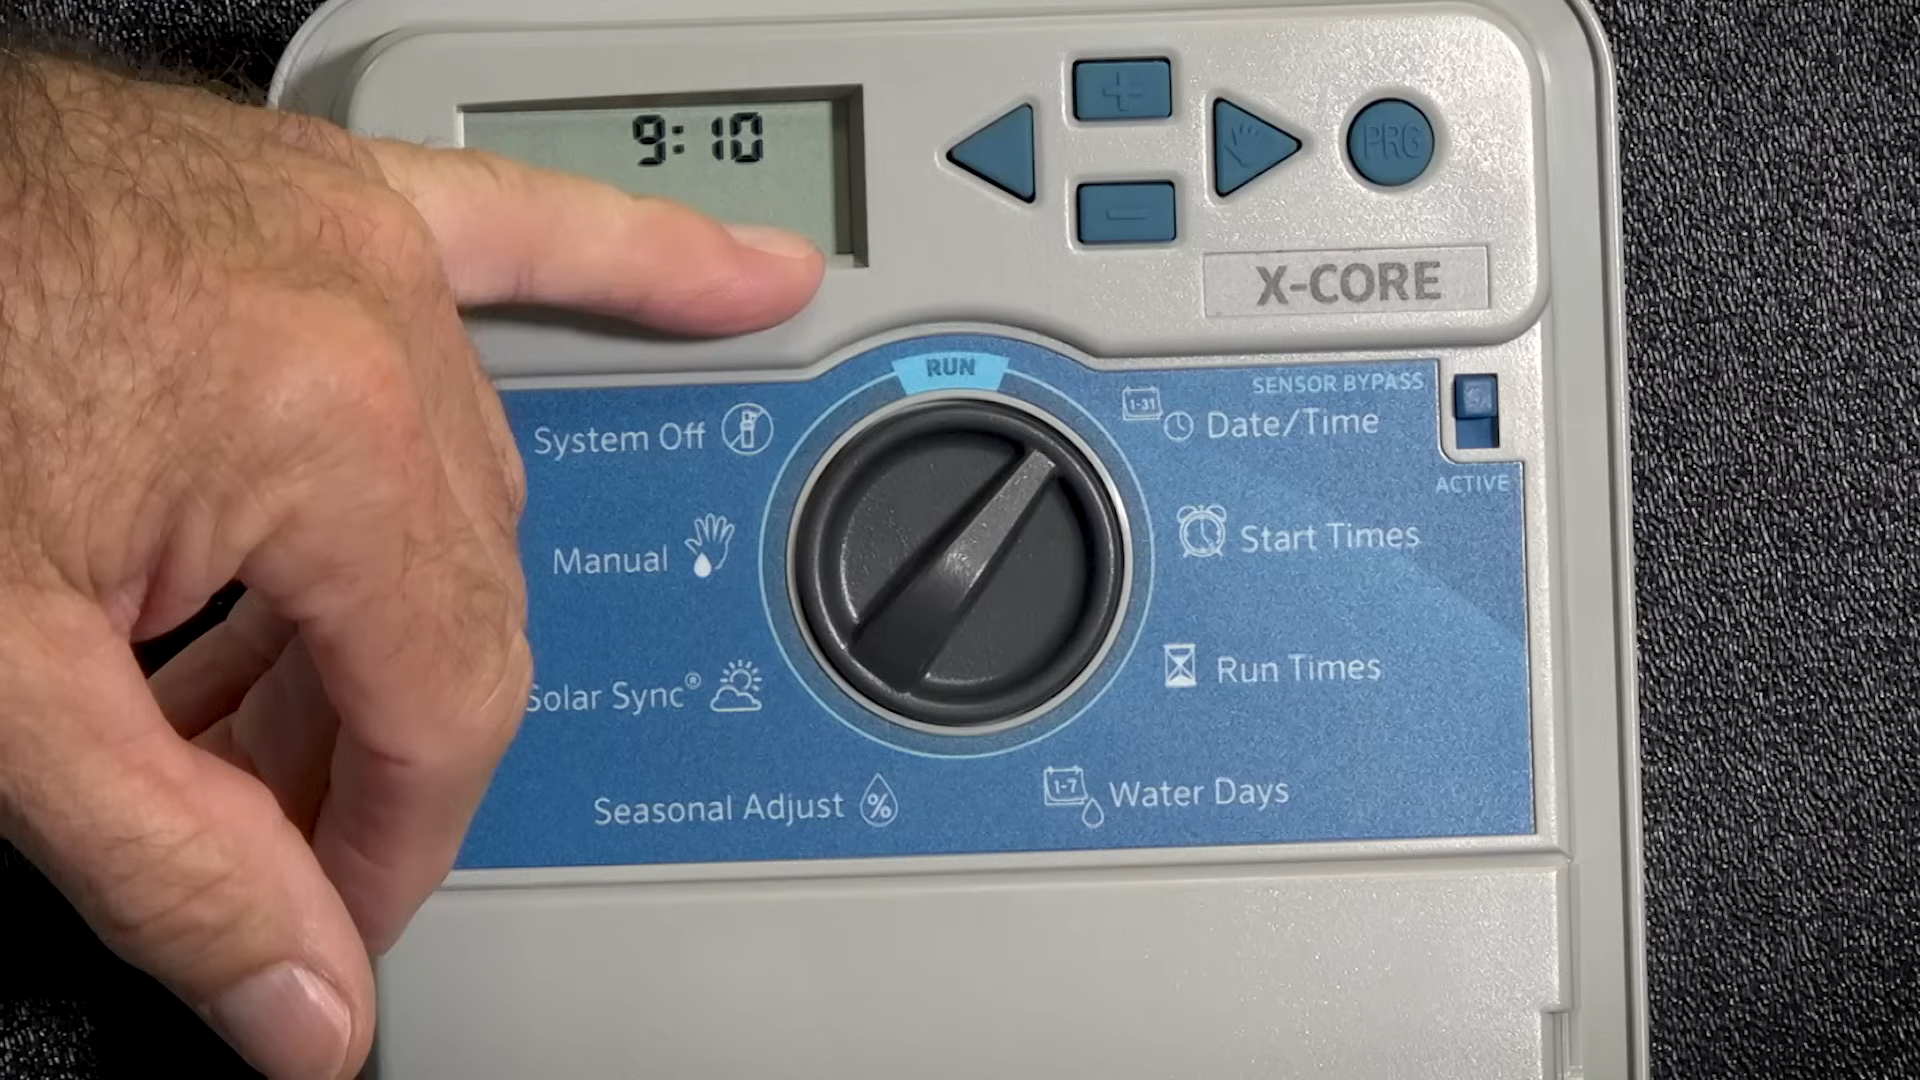 9:10
+
PRG
−
X-CORE
RUN
SENSOR BYPASS
1-31
Date/Time
System Off
ACTIVE
Start Times
Manual
Run Times
Solar Sync®
1-7
Water Days
Seasonal Adjust
%